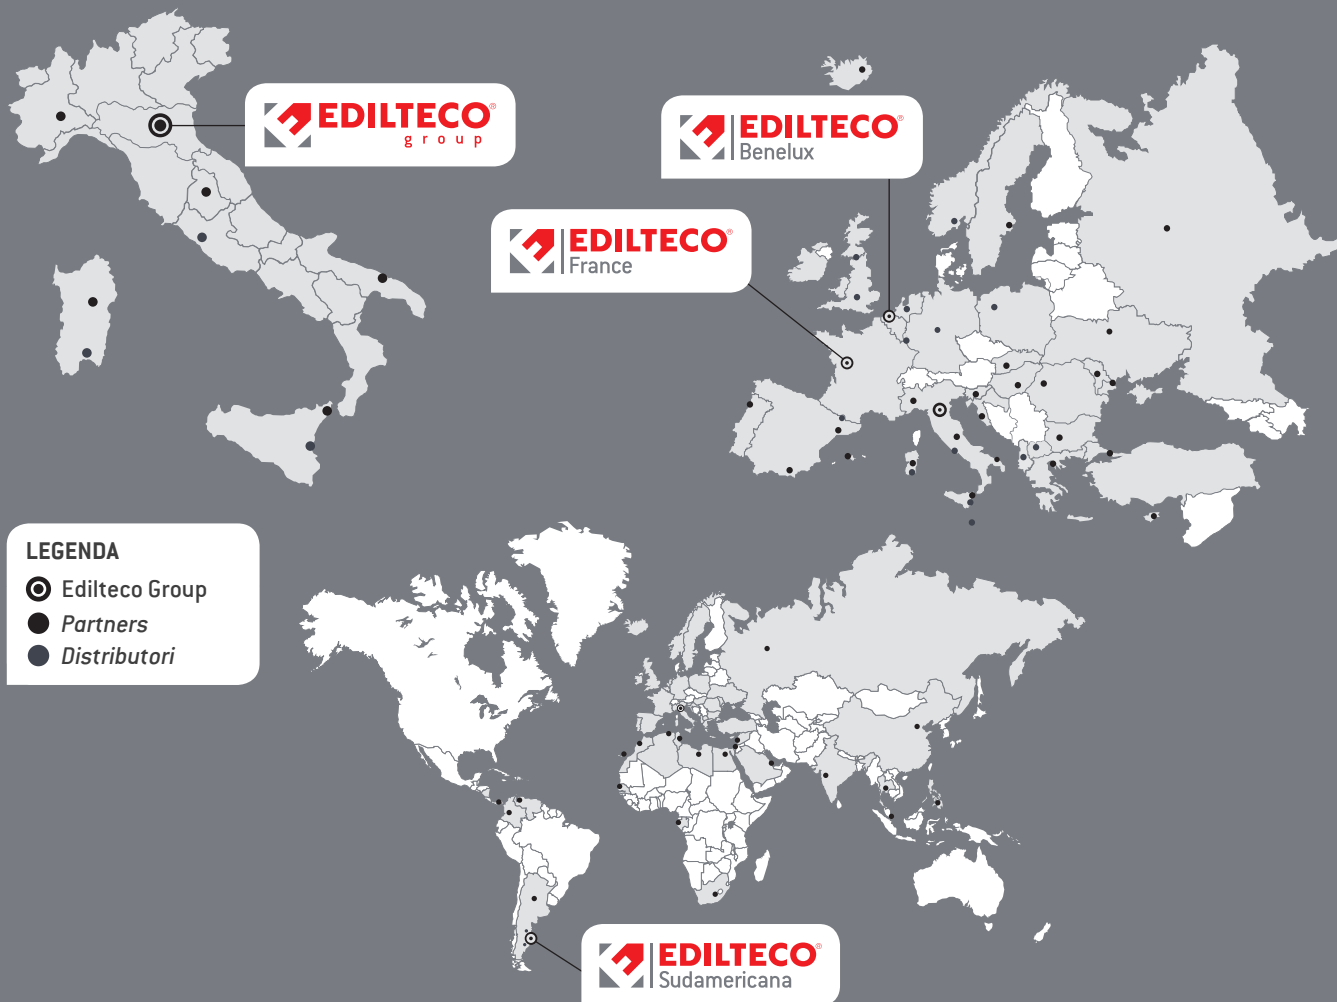 EDILTECO®
group
EDILTECO®
Benelux
EDILTECO®
France
LEGENDA
Edilteco Group
Partners
Distributori
EDILTECO®
Sudamericana